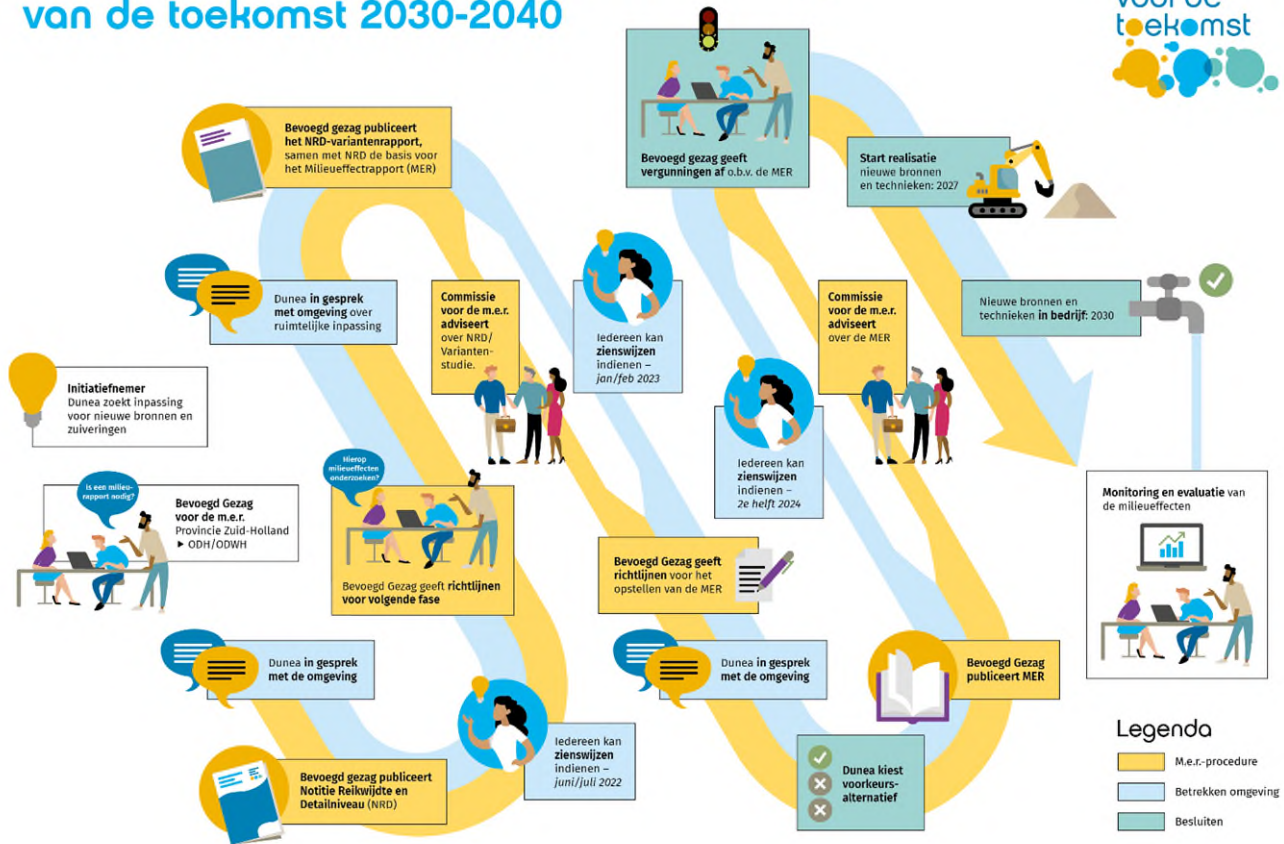 van de toekomst 2030-2040
voor de
toekomst
Initiatiefnemer
Dunea zoekt inpassing
voor nieuwe bronnen en
zuiveringen
Is een milieu-
rapport nodig?
Bevoegd Gezag
voor de m.e.r.
Provincie Zuid-Holland
▶ ODH/ODWH
Dunea in gesprek
met de omgeving
Bevoegd gezag publiceert
Notitie Reikwijdte en
Detailniveau (NRD)
Iedereen kan
zienswijzen
indienen –
juni/juli 2022
Hierop
milieueffecten
onderzoeken?
Bevoegd Gezag geeft richtlijnen
voor volgende fase
Dunea in gesprek
met omgeving over
ruimtelijke inpassing
Bevoegd gezag publiceert
het NRD-variantenrapport,
samen met NRD de basis voor
het Milieueffectrapport (MER)
Commissie
voor de m.e.r.
adviseert
over NRD/
Varianten-
studie.
Iedereen kan
zienswijzen
indienen –
jan/feb 2023
Bevoegd Gezag geeft
richtlijnen voor het
opstellen van de MER
Dunea in gesprek
met de omgeving
Dunea kiest
voorkeurs-
alternatief
Bevoegd Gezag
publiceert MER
Iedereen kan
zienswijzen
indienen –
2e helft 2024
Commissie
voor de m.e.r.
adviseert
over de MER
Bevoegd gezag geeft
vergunningen af o.b.v. de MER
Start realisatie
nieuwe bronnen
en technieken: 2027
Nieuwe bronnen en
technieken in bedrijf: 2030
Monitoring en evaluatie van
de milieueffecten
Legenda
M.e.r.-procedure
Betrekken omgeving
Besluiten